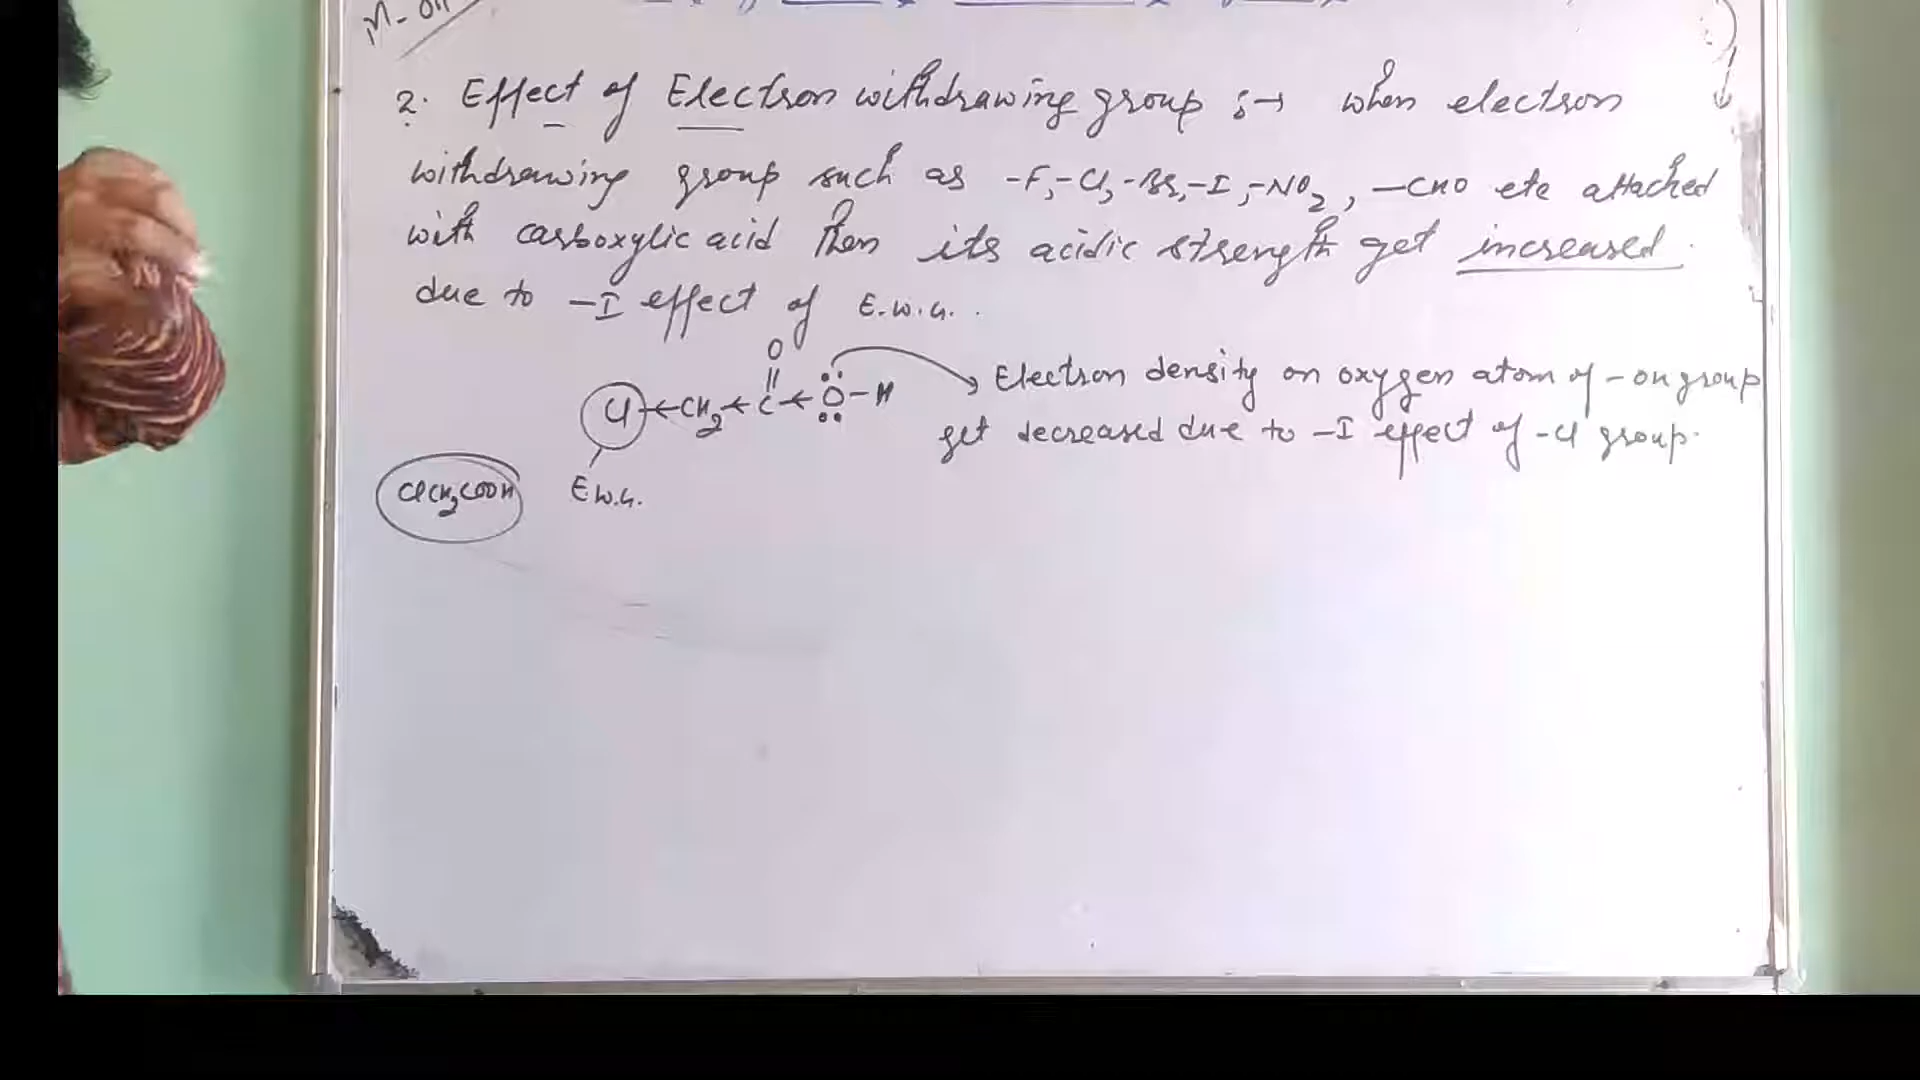 2. Effect of Electron withdrawing group :→ when electron
withdrawing group such as -F, -Cl, -Br, -I, -NO2, -CHO etc attached
with carboxylic acid then its acidic strength get increased.
due to -I effect of E.W.G. .
O
||
Cl ← CH2 ← C ← O - H → Electron density on oxygen atom of -OH group
get decreased due to -I effect of -Cl group.
ClCH2COOH E.W.G.